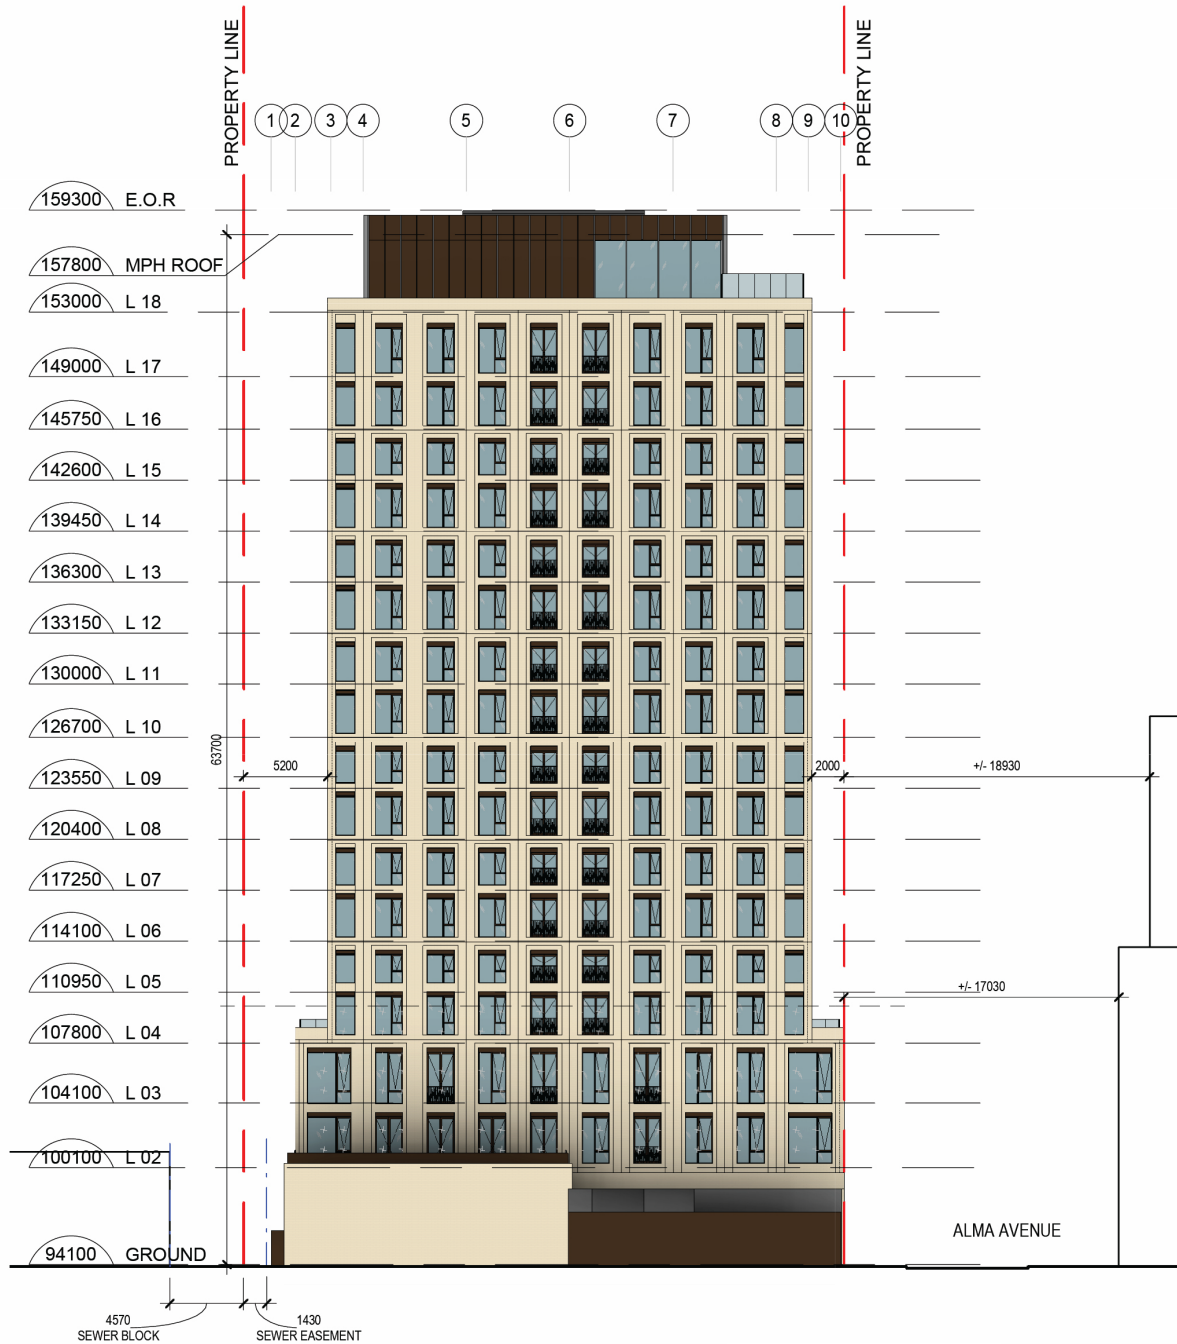 PROPERTY LINE
PROPERTY LINE
1 2 3 4 5 6 7 8 9 10
159300 E.O.R
157800 MPH ROOF
153000 L 18
149000 L 17
145750 L 16
142600 L 15
139450 L 14
136300 L 13
133150 L 12
130000 L 11
126700 L 10
63700
5200
2000
+/- 18930
123550 L 09
120400 L 08
117250 L 07
114100 L 06
110950 L 05
+/- 17030
107800 L 04
104100 L 03
100100 L 02
ALMA AVENUE
94100 GROUND
4570
SEWER BLOCK
1430
SEWER EASEMENT